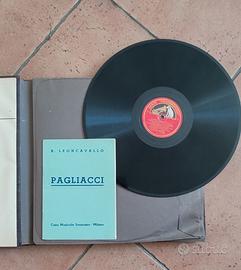 R. LEONCAVALLO
PAGLIACCI
Casa Musicale Sonzogno - Milano
subito